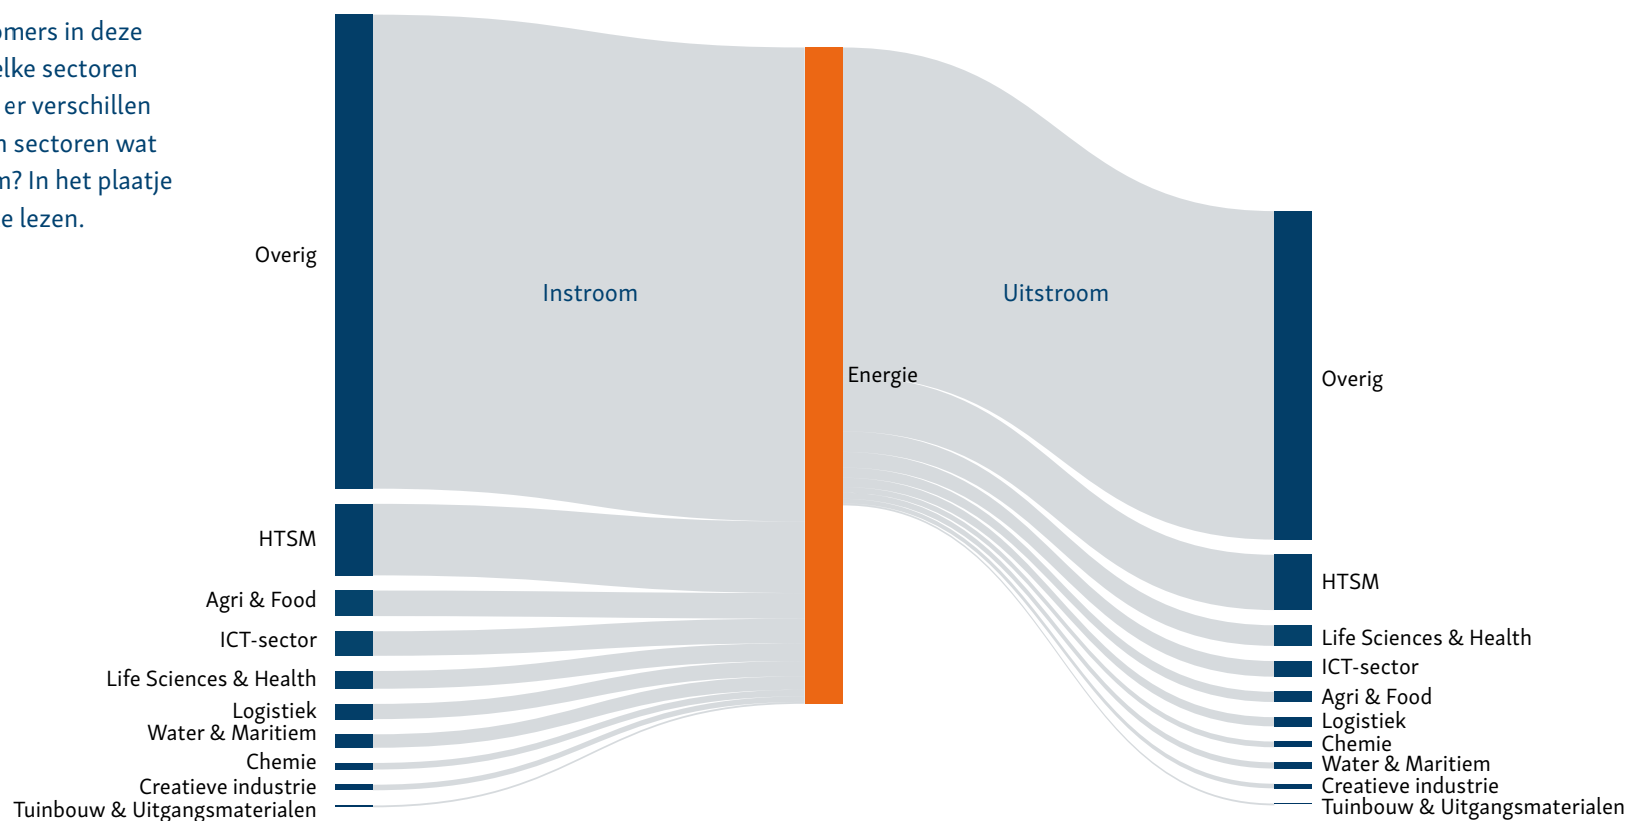 in deze
sectoren
er verschillen
sectoren wat
In het plaatje
lezen.
Overig
HTSM
Agri & Food
ICT-sector
Life Sciences & Health
Logistiek
Water & Maritiem
Chemie
Creatieve industrie
Tuinbouw & Uitgangsmaterialen
Instroom
Energie
Uitstroom
Overig
HTSM
Life Sciences & Health
ICT-sector
Agri & Food
Logistiek
Chemie
Water & Maritiem
Creatieve industrie
Tuinbouw & Uitgangsmaterialen